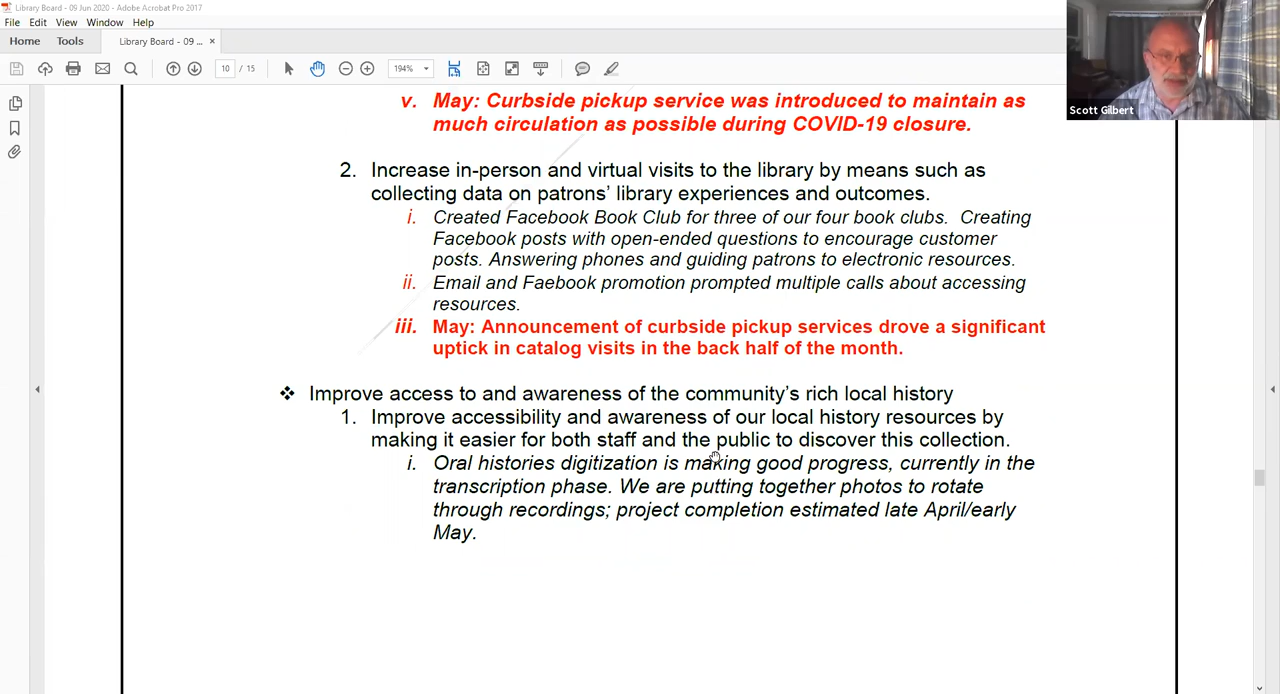 Library Board - 09 Jun 2020 - Adobe Acrobat Pro 2017
File Edit View Window Help
Home Tools Library Board - 09 ... ×
10 / 15 194%
Scott Gilbert
v. May: Curbside pickup service was introduced to maintain as
much circulation as possible during COVID-19 closure.
2. Increase in-person and virtual visits to the library by means such as
collecting data on patrons’ library experiences and outcomes.
i. Created Facebook Book Club for three of our four book clubs. Creating
Facebook posts with open-ended questions to encourage customer
posts. Answering phones and guiding patrons to electronic resources.
ii. Email and Faebook promotion prompted multiple calls about accessing
resources.
iii. May: Announcement of curbside pickup services drove a significant
uptick in catalog visits in the back half of the month.
❖ Improve access to and awareness of the community’s rich local history
1. Improve accessibility and awareness of our local history resources by
making it easier for both staff and the public to discover this collection.
i. Oral histories digitization is making good progress, currently in the
transcription phase. We are putting together photos to rotate
through recordings; project completion estimated late April/early
May.